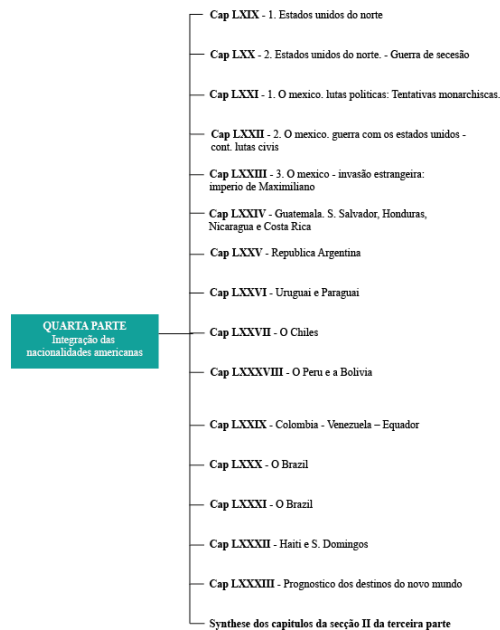 Cap LXIX - 1. Estados unidos do norte
Cap LXX - 2. Estados unidos do norte. - Guerra de secesão
Cap LXXI - 1. O mexico. lutas politicas: Tentativas monarchiscas.
Cap LXXII - 2. O mexico. guerra com os estados unidos -
cont. lutas civis
Cap LXXIII - 3. O mexico - invasão estrangeira:
imperio de Maximiliano
Cap LXXIV - Guatemala. S. Salvador, Honduras,
Nicaragua e Costa Rica
Cap LXXV - Republica Argentina
Cap LXXVI - Uruguai e Paraguai
QUARTA PARTE
Integração das
nacionalidades americanas
Cap LXXVII - O Chiles
Cap LXXXVIII - O Peru e a Bolivia
Cap LXXIX - Colombia - Venezuela – Equador
Cap LXXX - O Brazil
Cap LXXXI - O Brazil
Cap LXXXII - Haiti e S. Domingos
Cap LXXXIII - Prognostico dos destinos do novo mundo
Synthese dos capitulos da secção II da terceira parte